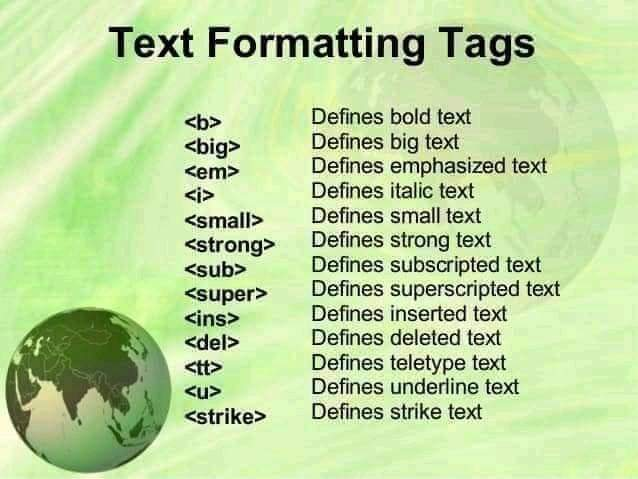 Text Formatting Tags
<b> Defines bold text
<big> Defines big text
<em> Defines emphasized text
<i> Defines italic text
<small> Defines small text
<strong> Defines strong text
<sub> Defines subscripted text
<super> Defines superscripted text
<ins> Defines inserted text
<del> Defines deleted text
<tt> Defines teletype text
<u> Defines underline text
<strike> Defines strike text